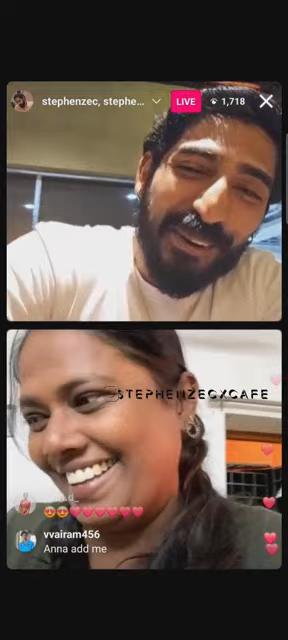 stephenzec, stephe...
LIVE
1,718
STEPHENZECXCAFE
😍😍❤️❤️❤️❤️❤️❤️
vvairam456
Anna add me